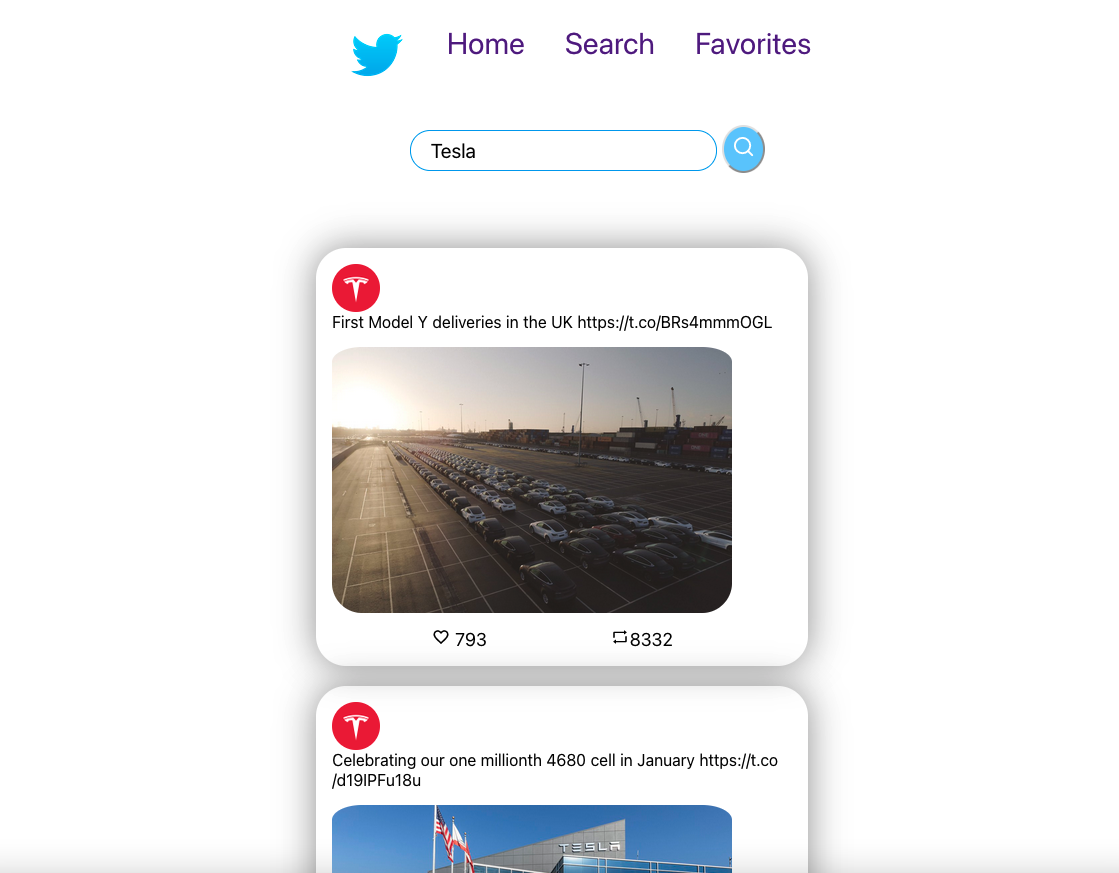 Home Search Favorites
Tesla
First Model Y deliveries in the UK https://t.co/BRs4mmmOGL
793 8332
Celebrating our one millionth 4680 cell in January https://t.co
/d19IPFu18u
TESLA